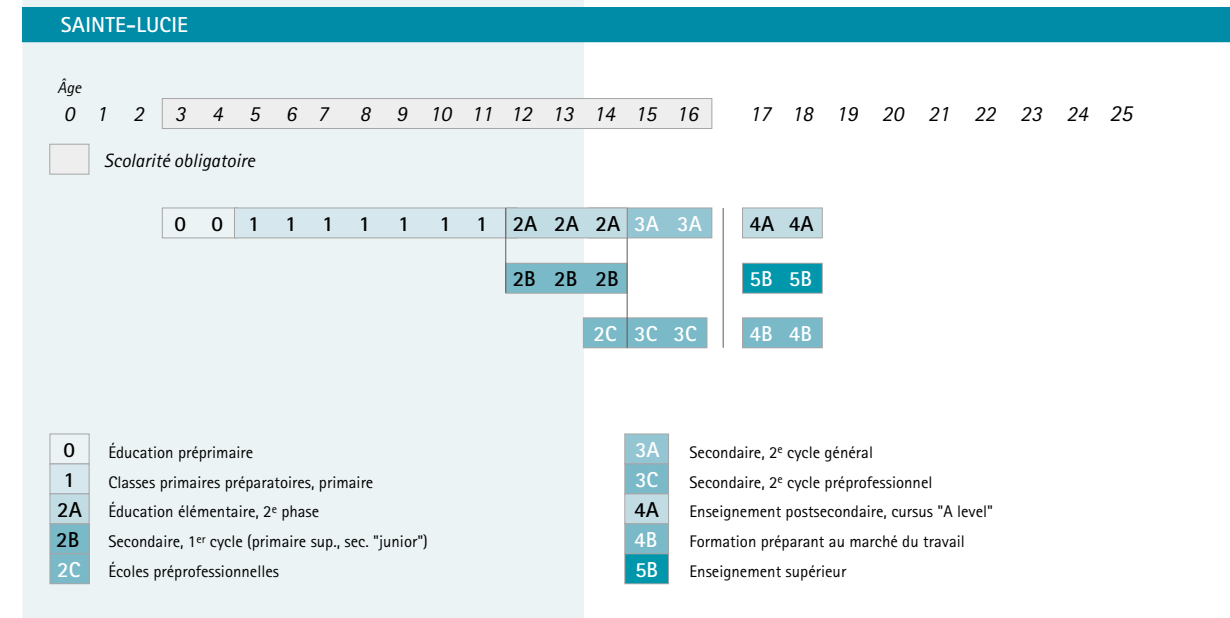 SAINTE-LUCIE
Âge
0 1 2 3 4 5 6 7 8 9 10 11 12 13 14 15 16 17 18 19 20 21 22 23 24 25
Scolarité obligatoire
0 0 1 1 1 1 1 1 1 2A 2A 2A 3A 3A 4A 4A
2B 2B 2B 5B 5B
2C 3C 3C 4B 4B
0 Éducation préprimaire
1 Classes primaires préparatoires, primaire
2A Éducation élémentaire, 2e phase
2B Secondaire, 1er cycle (primaire sup., sec. "junior")
2C Écoles préprofessionnelles
3A Secondaire, 2e cycle général
3C Secondaire, 2e cycle préprofessionnel
4A Enseignement postsecondaire, cursus "A level"
4B Formation préparant au marché du travail
5B Enseignement supérieur